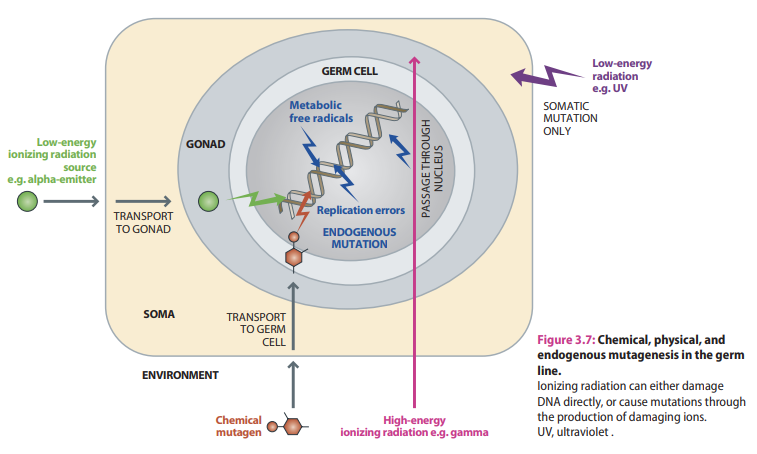 Low-energy
ionizing radiation
source
e.g. alpha-emitter
TRANSPORT
TO GONAD
GONAD
GERM CELL
Metabolic
free radicals
Replication errors
ENDOGENOUS
MUTATION
PASSAGE THROUGH
NUCLEUS
Low-energy
radiation
e.g. UV
SOMATIC
MUTATION
ONLY
SOMA
TRANSPORT
TO GERM
CELL
ENVIRONMENT
Chemical
mutagen
High-energy
ionizing radiation e.g. gamma
Figure 3.7: Chemical, physical, and
endogenous mutagenesis in the germ
line.
Ionizing radiation can either damage
DNA directly, or cause mutations through
the production of damaging ions.
UV, ultraviolet .